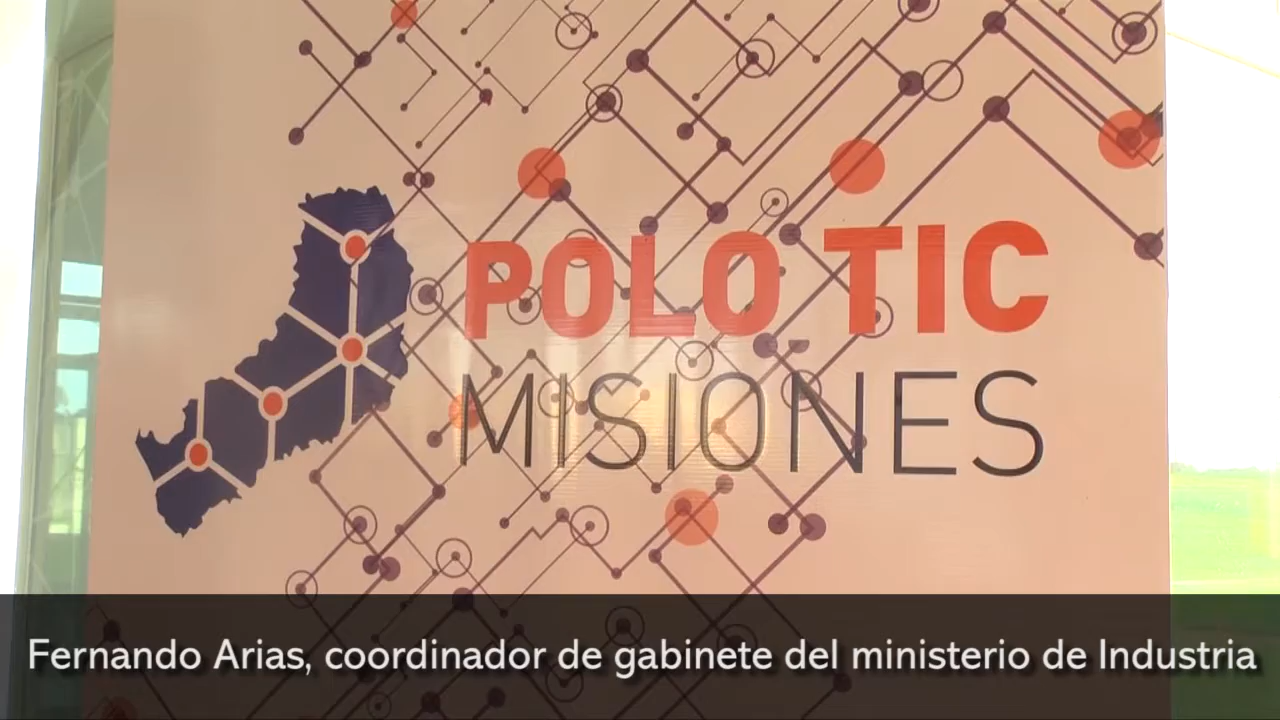 POLO TIC
MISIONES
Fernando Arias, coordinador de gabinete del ministerio de Industria